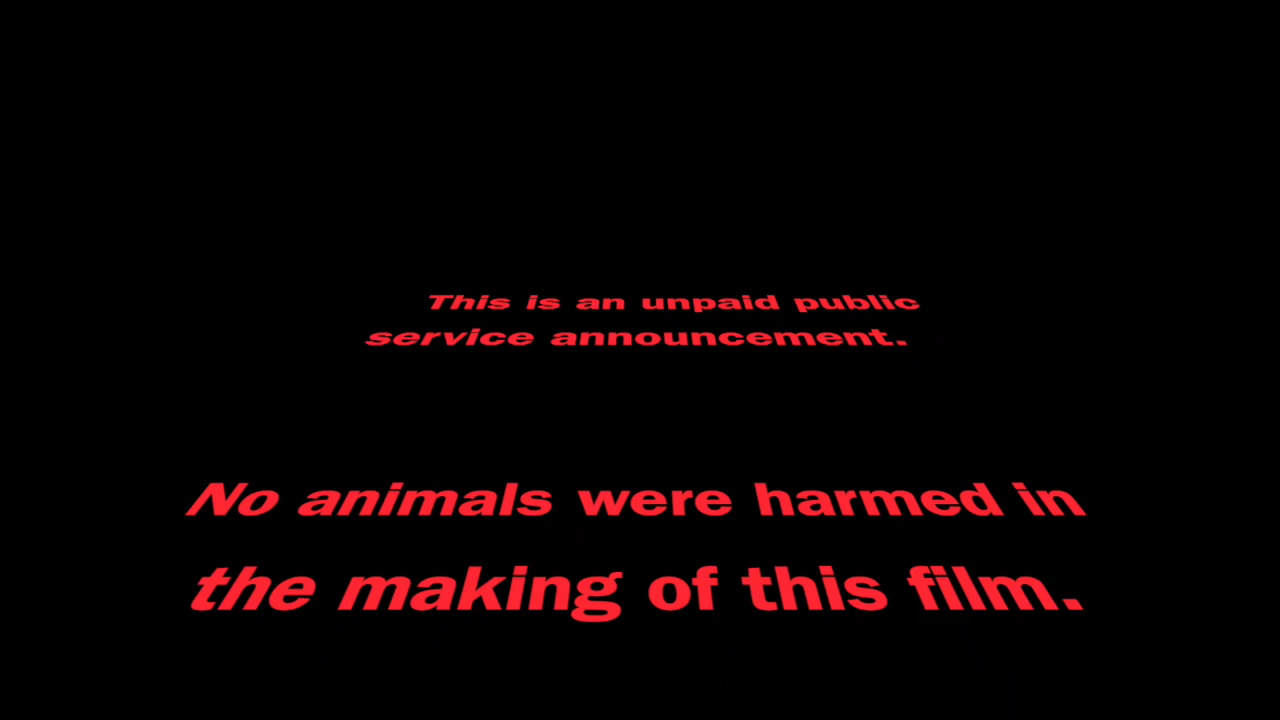 This is an unpaid public
service announcement.
No animals were harmed in
the making of this film.